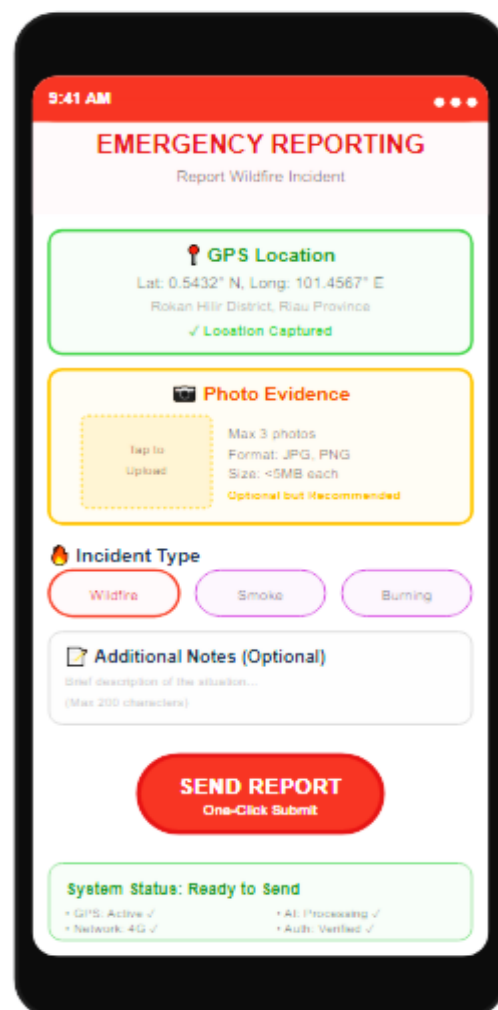 9:41 AM
EMERGENCY REPORTING
Report Wildfire Incident
GPS Location
Lat: 0.5432° N, Long: 101.4567° E
Rokan Hilir District, Riau Province
✓ Location Captured
Photo Evidence
Tap to
Upload
Max 3 photos
Format: JPG, PNG
Size: <5MB each
Optional but Recommended
Incident Type
Wildfire
Smoke
Burning
Additional Notes (Optional)
Brief description of the situation...
(Max 200 characters)
SEND REPORT
One-Click Submit
System Status: Ready to Send
• GPS: Active ✓
• AI: Processing ✓
• Network: 4G ✓
• Auth: Verified ✓